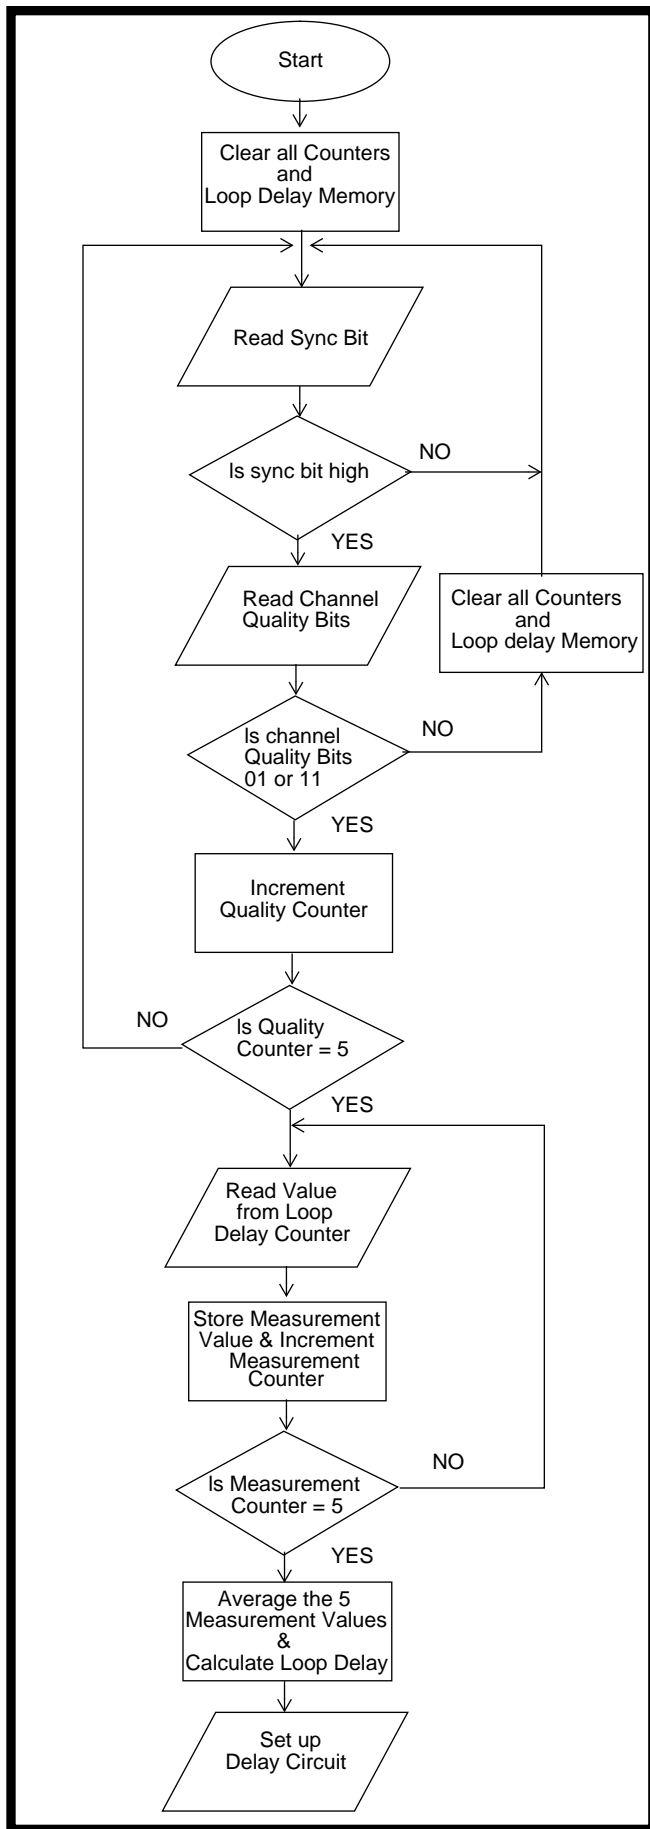 Start
Clear all Counters
and
Loop Delay Memory
Read Sync Bit
Is sync bit high
NO
YES
Read Channel
Quality Bits
Clear all Counters
and
Loop delay Memory
Is channel
Quality Bits
01 or 11
NO
YES
Increment
Quality Counter
Is Quality
Counter = 5
NO
YES
Read Value
from Loop
Delay Counter
Store Measurement
Value & Increment
Measurement
Counter
Is Measurement
Counter = 5
NO
YES
Average the 5
Measurement Values
&
Calculate Loop Delay
Set up
Delay Circuit